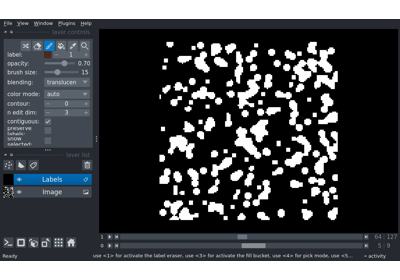 File View Window Plugins Help
layer controls
label: 1
opacity: 0.70
brush size: 15
blending: translucen
color mode: auto
contour: 0
n edit dim: 3
contiguous:
preserve
labels:
show
selected:
layer list
Labels
Image
1 64 127
0 5 9
Ready use <1> for activate the label eraser, use <3> for activate the fill bucket, use <4> for pick mode, use <5... activity